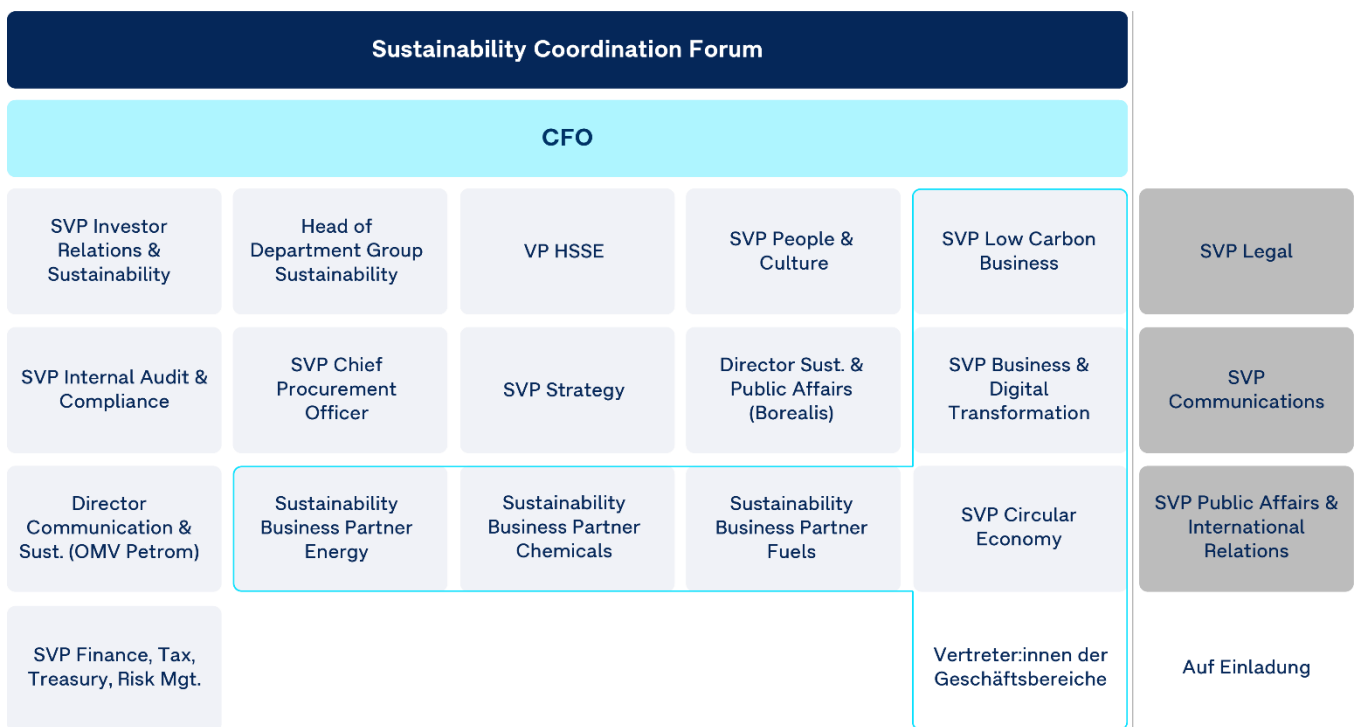 Sustainability Coordination Forum
CFO
SVP Investor
Relations &
Sustainability
Head of
Department Group
Sustainability
VP HSSE
SVP People &
Culture
SVP Low Carbon
Business
SVP Legal
SVP Internal Audit &
Compliance
SVP Chief
Procurement
Officer
SVP Strategy
Director Sust. &
Public Affairs
(Borealis)
SVP Business &
Digital
Transformation
SVP
Communications
Director
Communication &
Sust. (OMV Petrom)
Sustainability
Business Partner
Energy
Sustainability
Business Partner
Chemicals
Sustainability
Business Partner
Fuels
SVP Circular
Economy
SVP Public Affairs &
International
Relations
SVP Finance, Tax,
Treasury, Risk Mgt.
Vertreter:innen der
Geschäftsbereiche
Auf Einladung